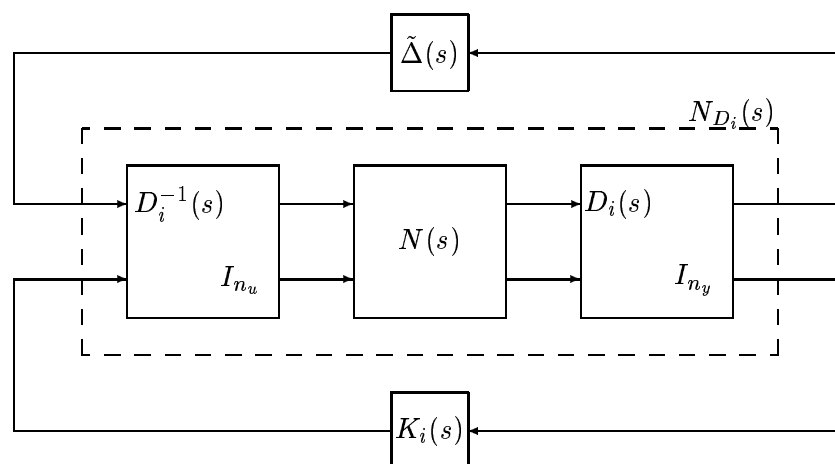 Δ̃(s)
N_{D_i}(s)
D_i^{-1}(s)
I_{n_u}
N(s)
D_i(s)
I_{n_y}
K_i(s)